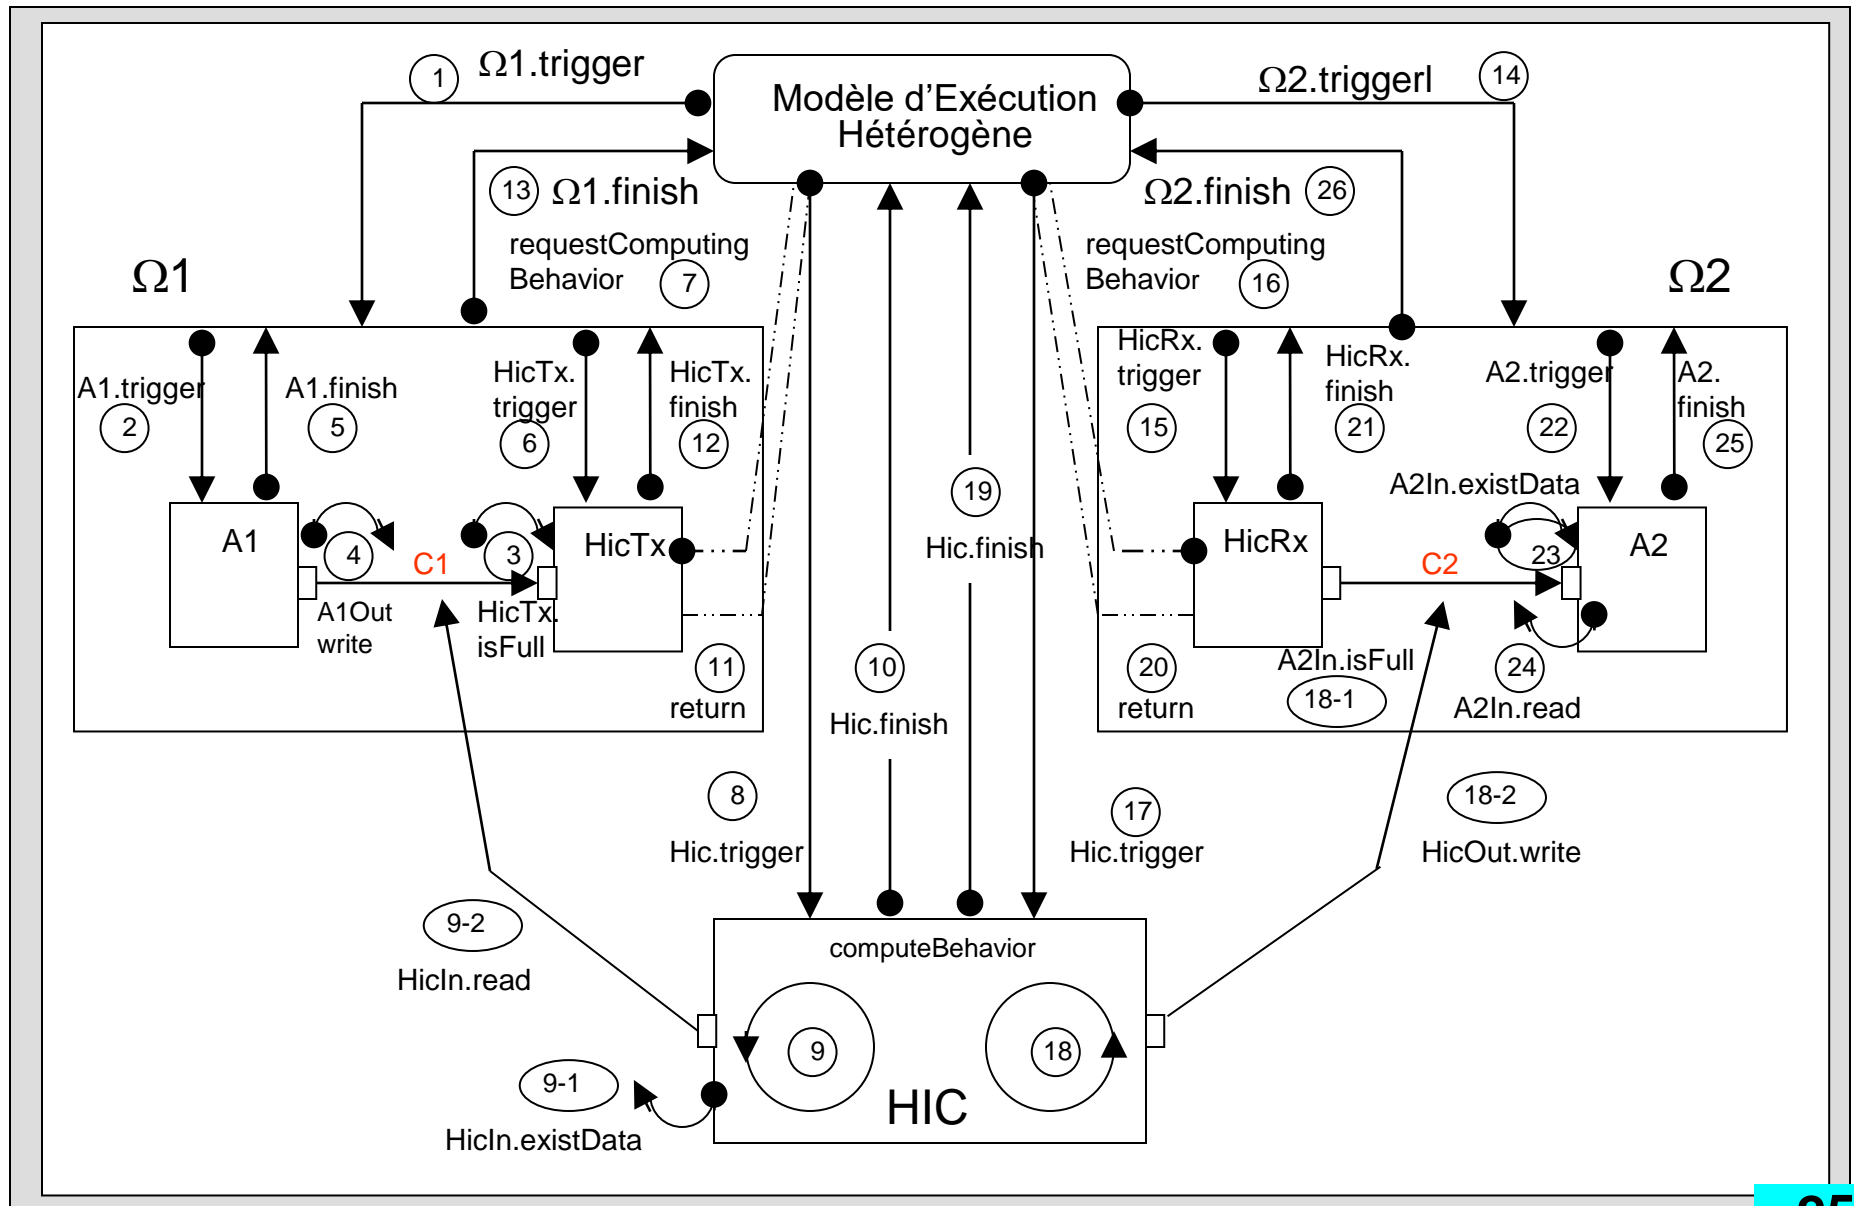 1
Ω1.trigger
Modèle d'Exécution
Hétérogène
Ω2.triggerl
14
13
Ω1.finish
Ω2.finish
26
requestComputing
Behavior
7
requestComputing
Behavior
16
Ω1
Ω2
A1.trigger
2
A1.finish
5
HicTx.
trigger
6
HicTx.
finish
12
HicRx.
trigger
15
HicRx.
finish
21
A2.trigger
22
A2.
finish
25
A1
4
C1
3
HicTx
A1Out
write
HicTx.
isFull
11
return
19
Hic.finish
10
Hic.finish
HicRx
A2In.existData
23
C2
A2
A2In.isFull
18-1
24
A2In.read
20
return
8
Hic.trigger
17
Hic.trigger
18-2
HicOut.write
9-2
HicIn.read
computeBehavior
9
18
HIC
9-1
HicIn.existData